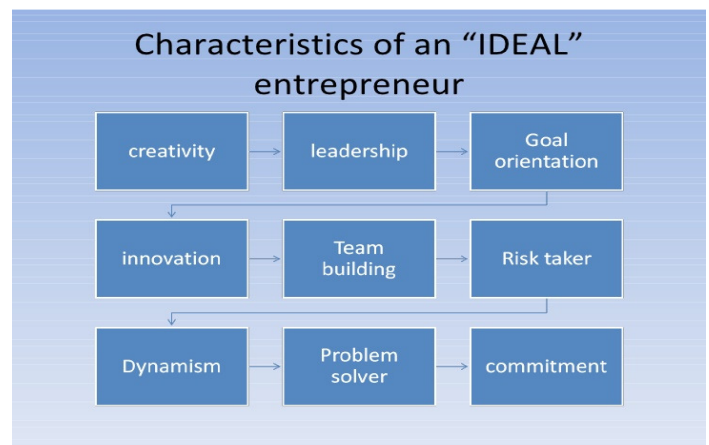 Characteristics of an “IDEAL”
entrepreneur
creativity
leadership
Goal
orientation
innovation
Team
building
Risk taker
Dynamism
Problem
solver
commitment